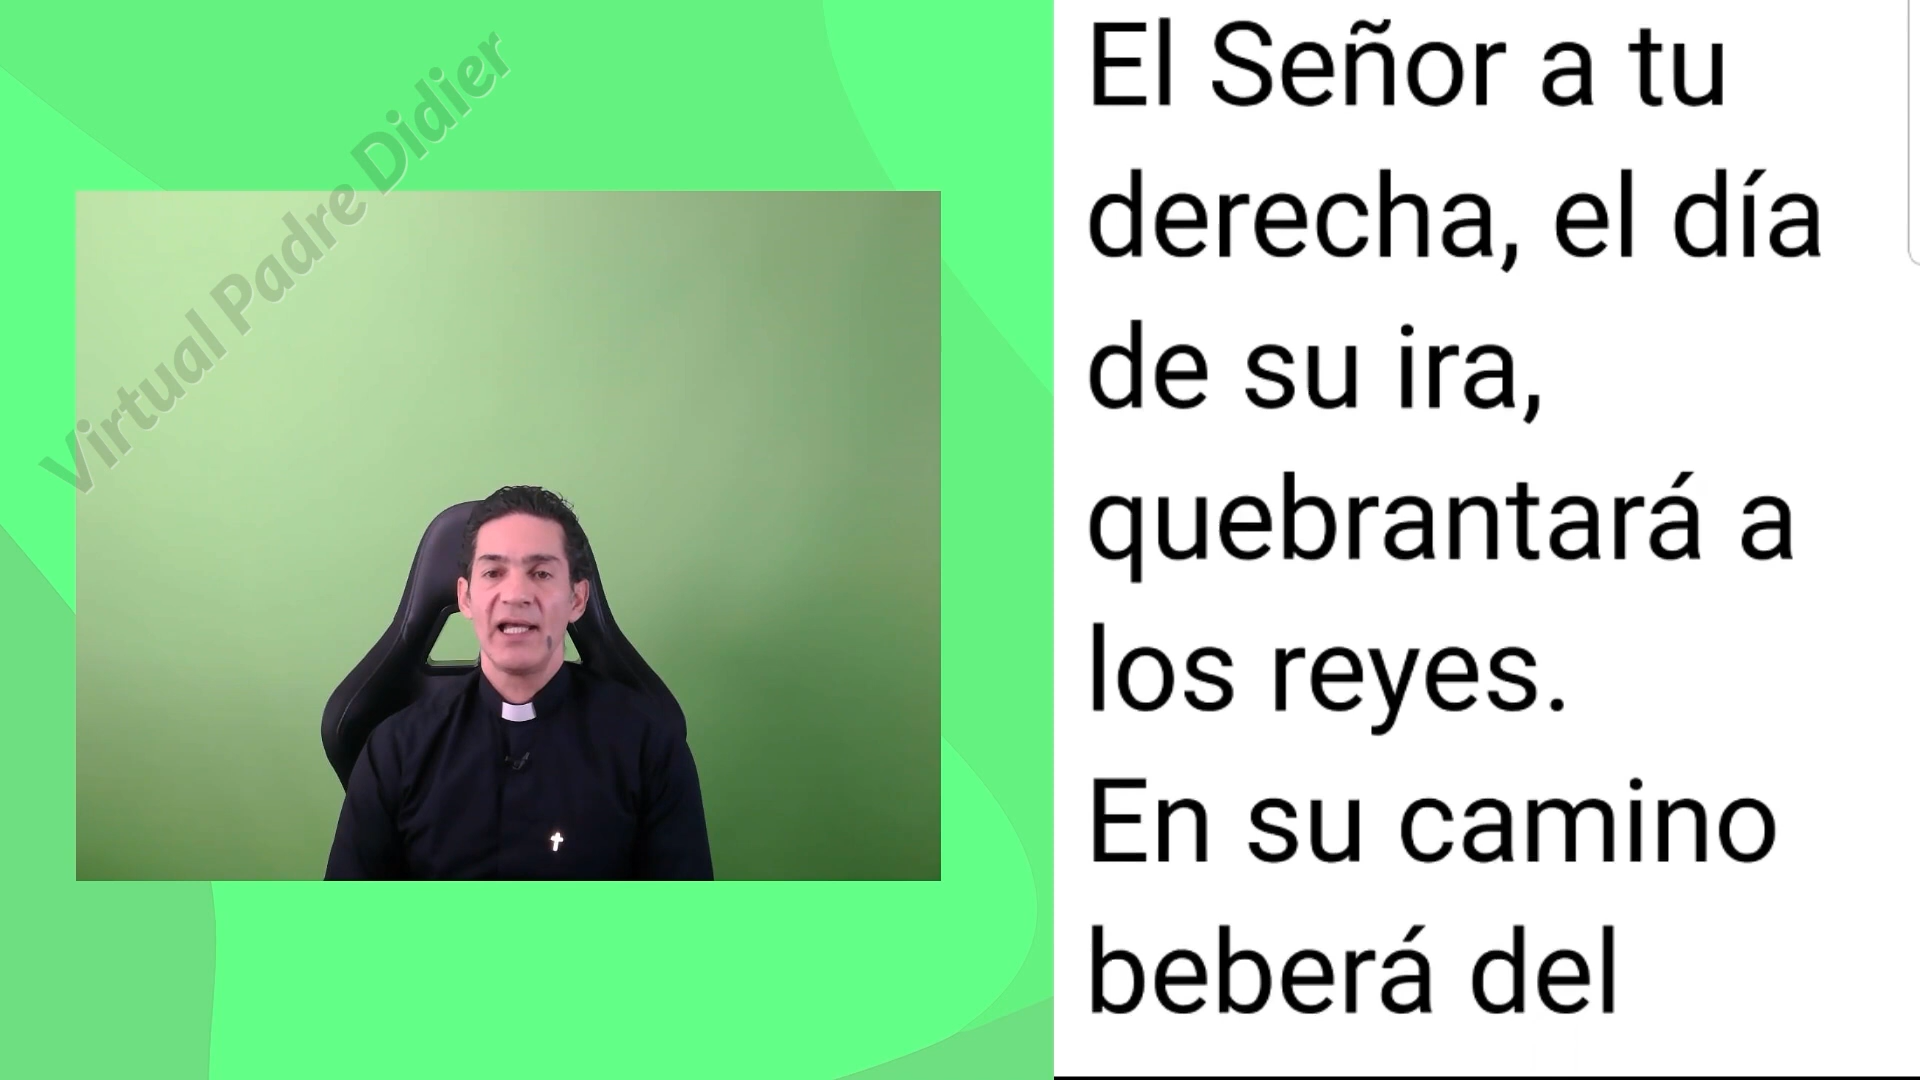 Virtual Padre Didier
El Señor a tu
derecha, el día
de su ira,
quebrantará a
los reyes.
En su camino
beberá del